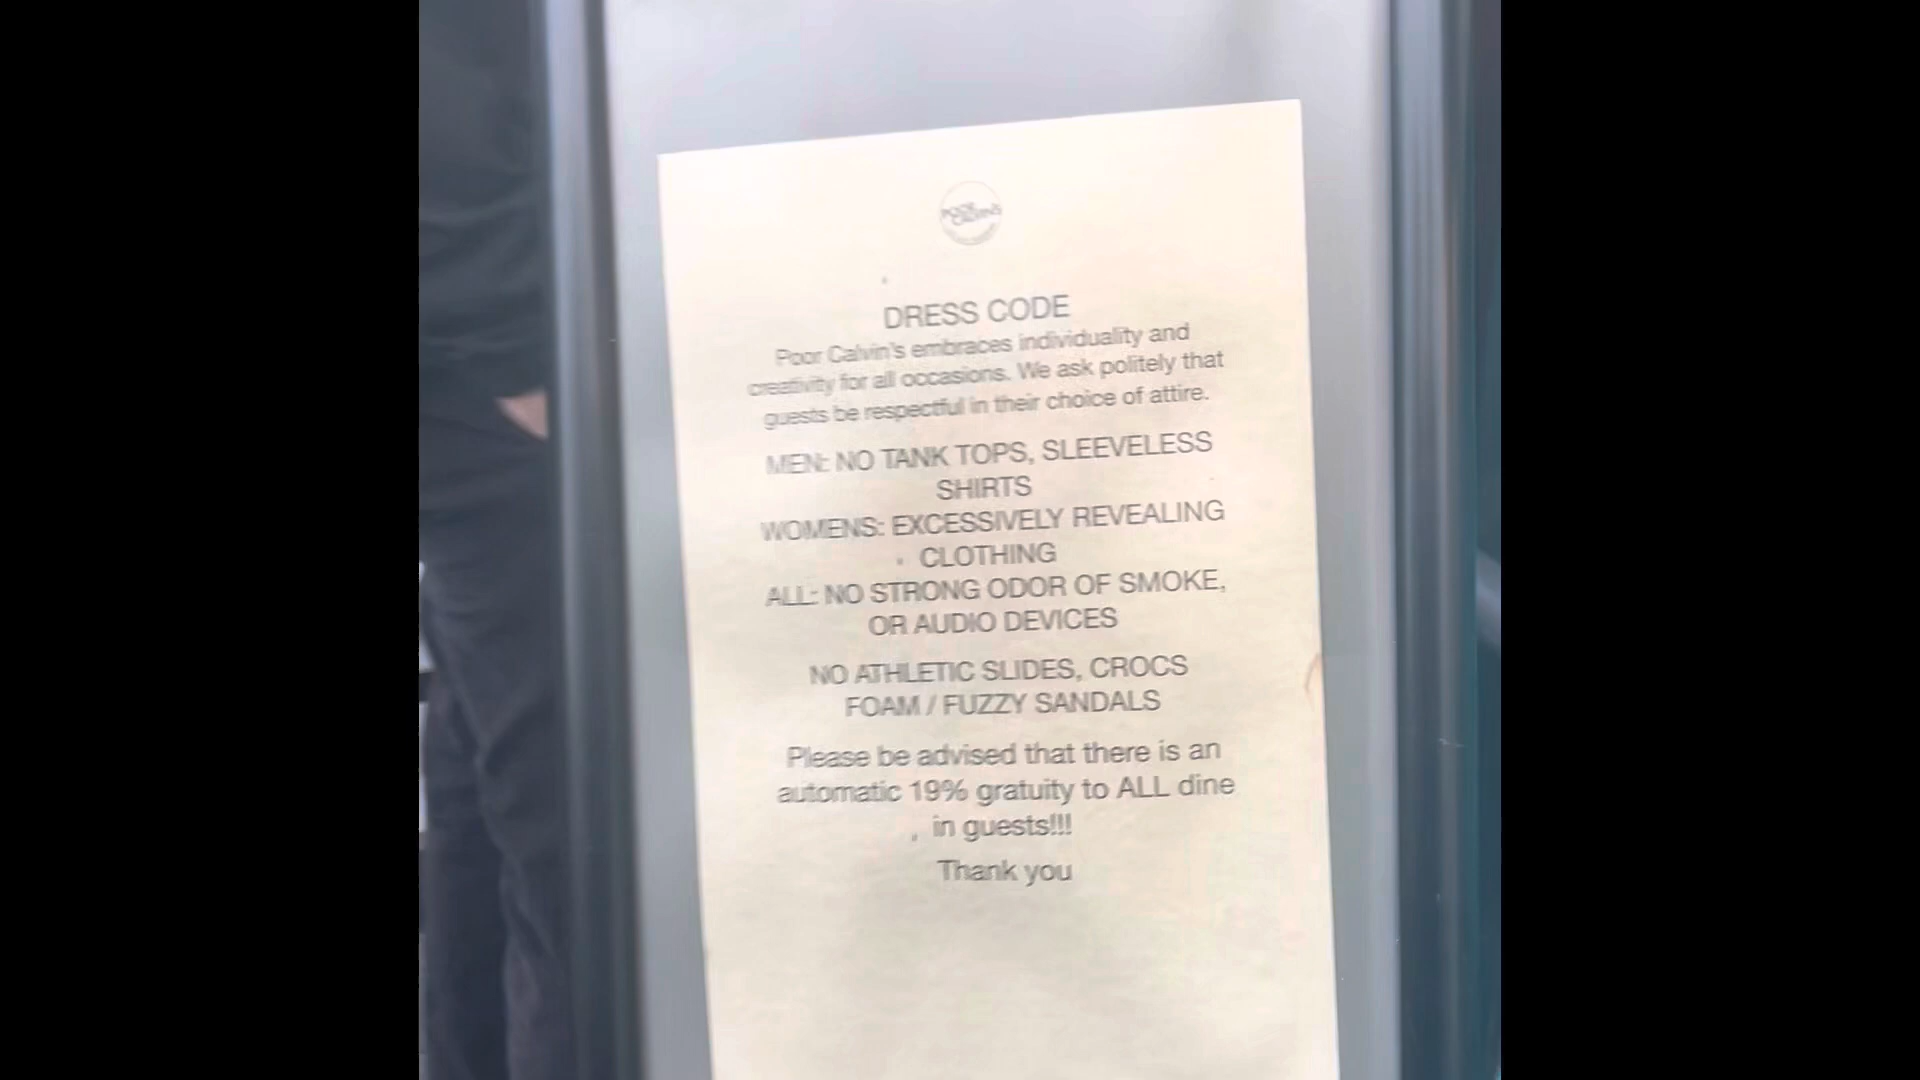 POOR
CALVIN'S
DRESS CODE
Poor Calvin's embraces individuality and
creativity for all occasions. We ask politely that
guests be respectful in their choice of attire.
MEN: NO TANK TOPS, SLEEVELESS
SHIRTS
WOMENS: EXCESSIVELY REVEALING
CLOTHING
ALL: NO STRONG ODOR OF SMOKE,
OR AUDIO DEVICES
NO ATHLETIC SLIDES, CROCS
FOAM / FUZZY SANDALS
Please be advised that there is an
automatic 19% gratuity to ALL dine
in guests!!!
Thank you